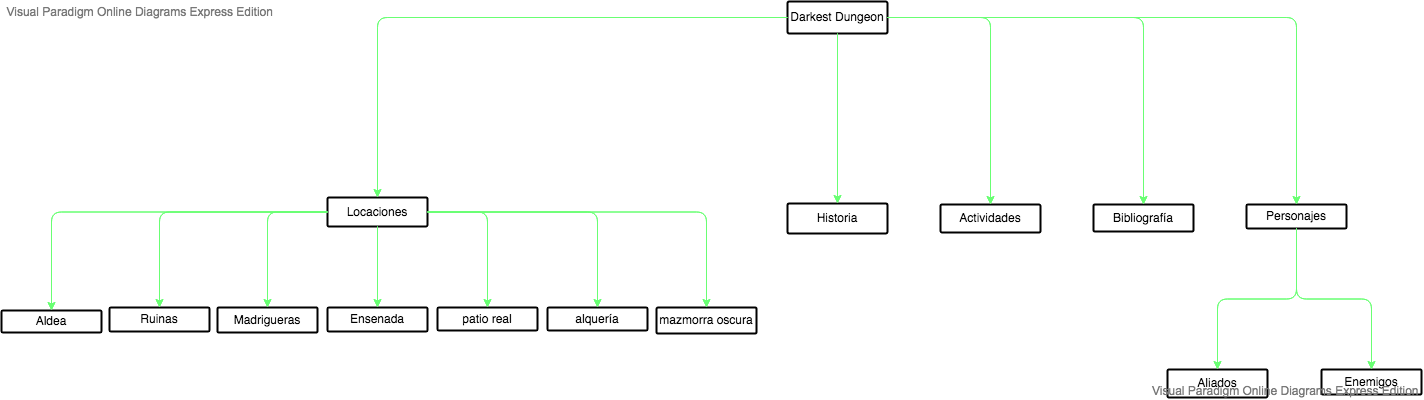 Visual Paradigm Online Diagrams Express Edition
Darkest Dungeon
Locaciones
Historia
Actividades
Bibliografía
Personajes
Aldea
Ruinas
Madrigueras
Ensenada
patio real
alquería
mazmorra oscura
Aliados
Enemigos
Visual Paradigm Online Diagrams Express Edition